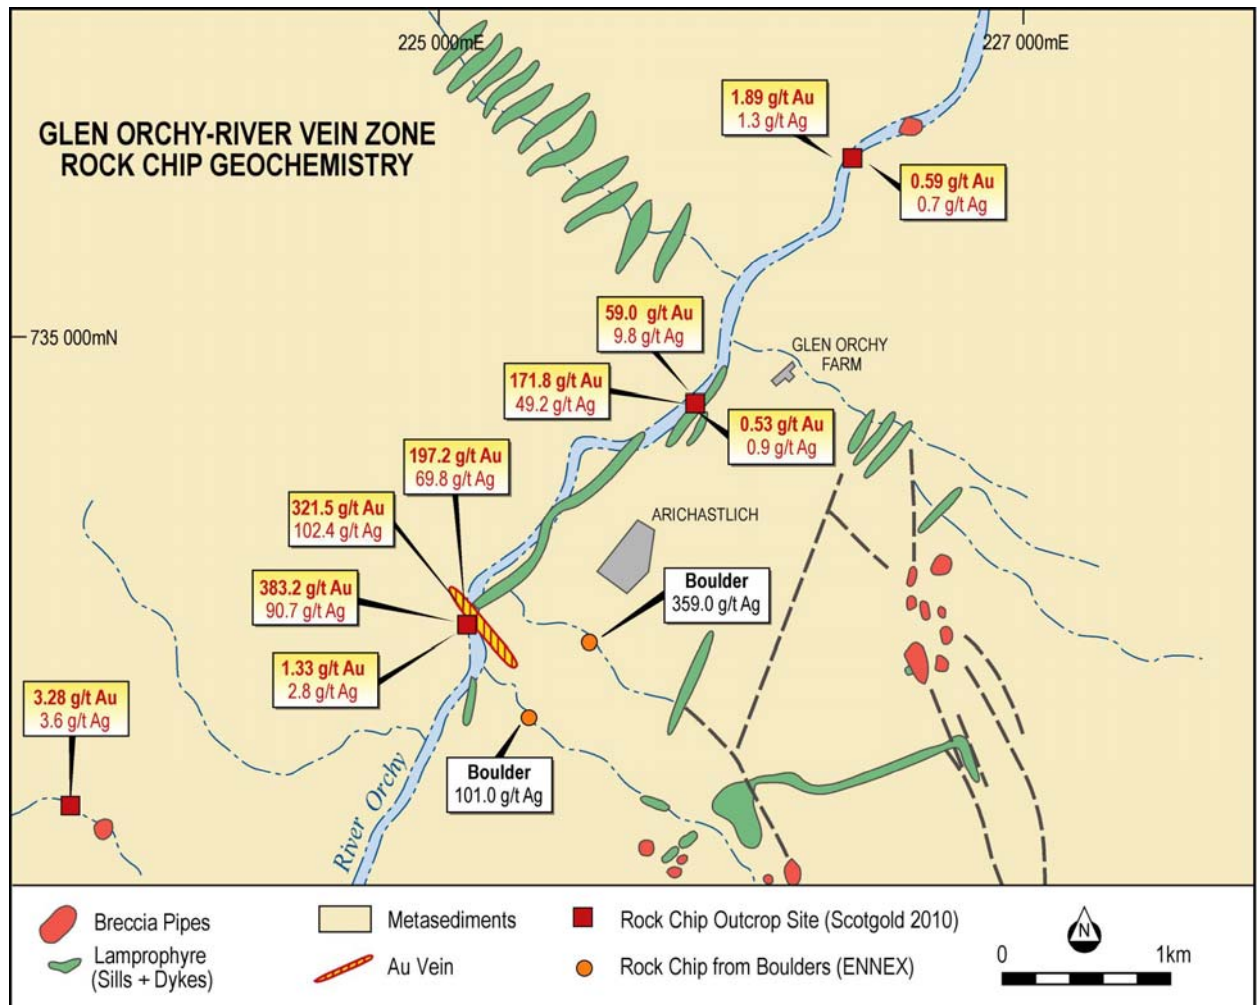 225 000mE
227 000mE
GLEN ORCHY-RIVER VEIN ZONE
ROCK CHIP GEOCHEMISTRY
1.89 g/t Au
1.3 g/t Ag
0.59 g/t Au
0.7 g/t Ag
59.0 g/t Au
9.8 g/t Ag
735 000mN
GLEN ORCHY
FARM
171.8 g/t Au
49.2 g/t Ag
0.53 g/t Au
0.9 g/t Ag
197.2 g/t Au
69.8 g/t Ag
321.5 g/t Au
102.4 g/t Ag
ARICHASTLICH
383.2 g/t Au
90.7 g/t Ag
Boulder
359.0 g/t Ag
1.33 g/t Au
2.8 g/t Ag
3.28 g/t Au
3.6 g/t Ag
Boulder
101.0 g/t Ag
River Orchy
Breccia Pipes
Metasediments
Rock Chip Outcrop Site (Scotgold 2010)
N
Lamprophyre
(Sills + Dykes)
Au Vein
Rock Chip from Boulders (ENNEX)
0
1km